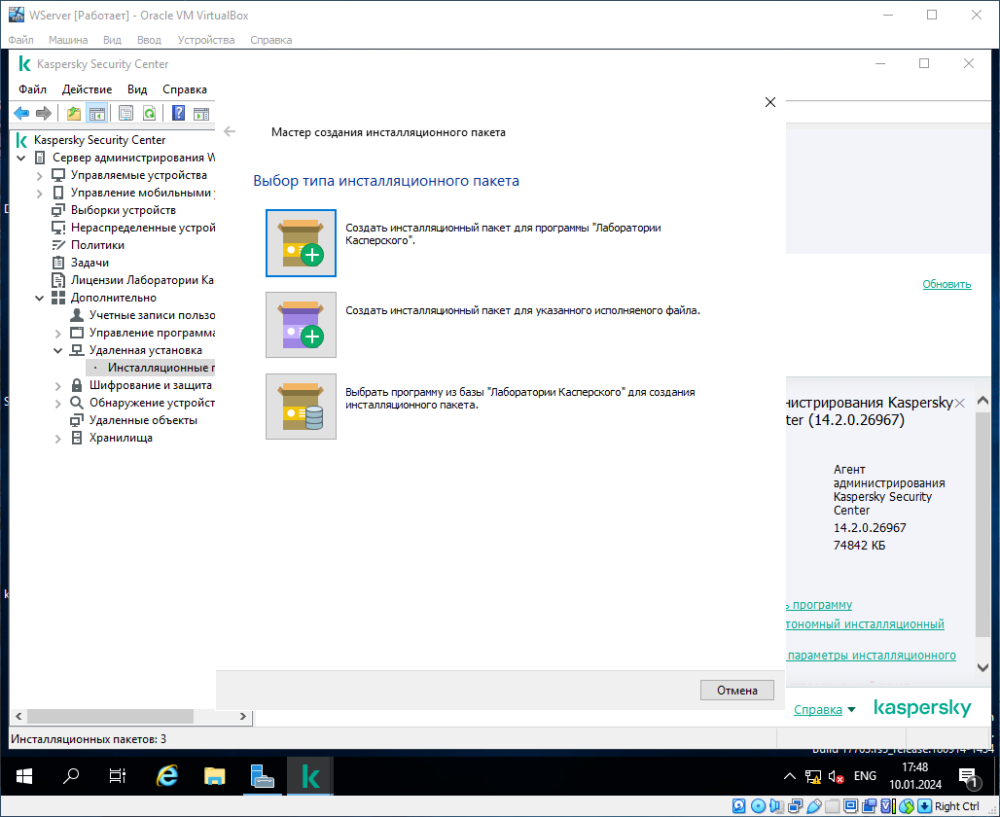 WServer [Работает] - Oracle VM VirtualBox
Файл Машина Вид Ввод Устройства Справка
Kaspersky Security Center
Файл Действие Вид Справка
Мастер создания инсталляционного пакета
Kaspersky Security Center
Сервер администрирования W
Управляемые устройства
Управление мобильными
Выборки устройств
Нераспределенные устрой
Политики
Задачи
Лицензии Лаборатории Ка
Дополнительно
Учетные записи пользо
Управление программа
Удаленная установка
Инсталляционные п
Шифрование и защита
Обнаружение устройст
Удаленные объекты
Хранилища
Выбор типа инсталляционного пакета
Создать инсталляционный пакет для программы "Лаборатории
Касперского".
Создать инсталляционный пакет для указанного исполняемого файла.
Выбрать программу из базы "Лаборатории Касперского" для создания
инсталляционного пакета.
Обновить
нистрирования Kaspersky
ter (14.2.0.26967)
Агент
администрирования
Kaspersky Security
Center
14.2.0.26967
74842 КБ
ь программу
тономный инсталляционный
параметры инсталляционного
Отмена
Справка
kaspersky
Инсталляционных пакетов: 3
ENG
17:48
10.01.2024
1
Right Ctrl